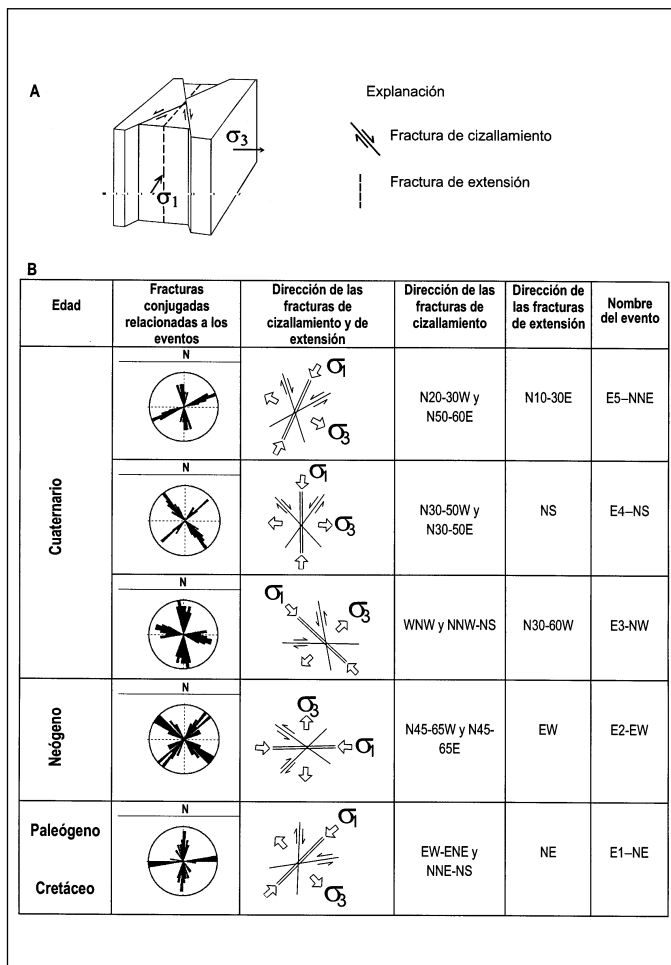 A
Explanación
σ3
Fractura de cizallamiento
σ1
Fractura de extensión
B
Edad
Fracturas
conjugadas
relacionadas a los
eventos
Dirección de las
fracturas de
cizallamiento y de
extensión
Dirección de las
fracturas de
cizallamiento
Dirección de
las fracturas
de extensión
Nombre
del evento
Cuaternario
N
σ1
σ3
N20-30W y
N50-60E
N10-30E
E5–NNE
N
σ1
σ3
N30-50W y
N30-50E
NS
E4–NS
N
σ1
σ3
WNW y NNW-NS
N30-60W
E3-NW
Neógeno
N
σ3
σ1
N45-65W y N45-
65E
EW
E2-EW
Paleógeno
Cretáceo
N
σ1
σ3
EW-ENE y
NNE-NS
NE
E1–NE